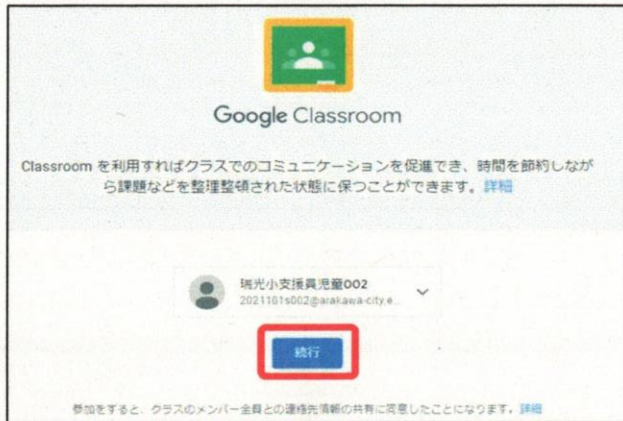 Google Classroom
Classroom を利用すればクラスでのコミュニケーションを促進でき、時間を節約しなが
ら課題などを整理整頓された状態に保つことができます。詳細
瑞光小支援員児童002
2021101s002@arakawa-city.e...
続行
参加をすると、クラスのメンバー全員との連絡先情報の共有に同意したことになります。詳細